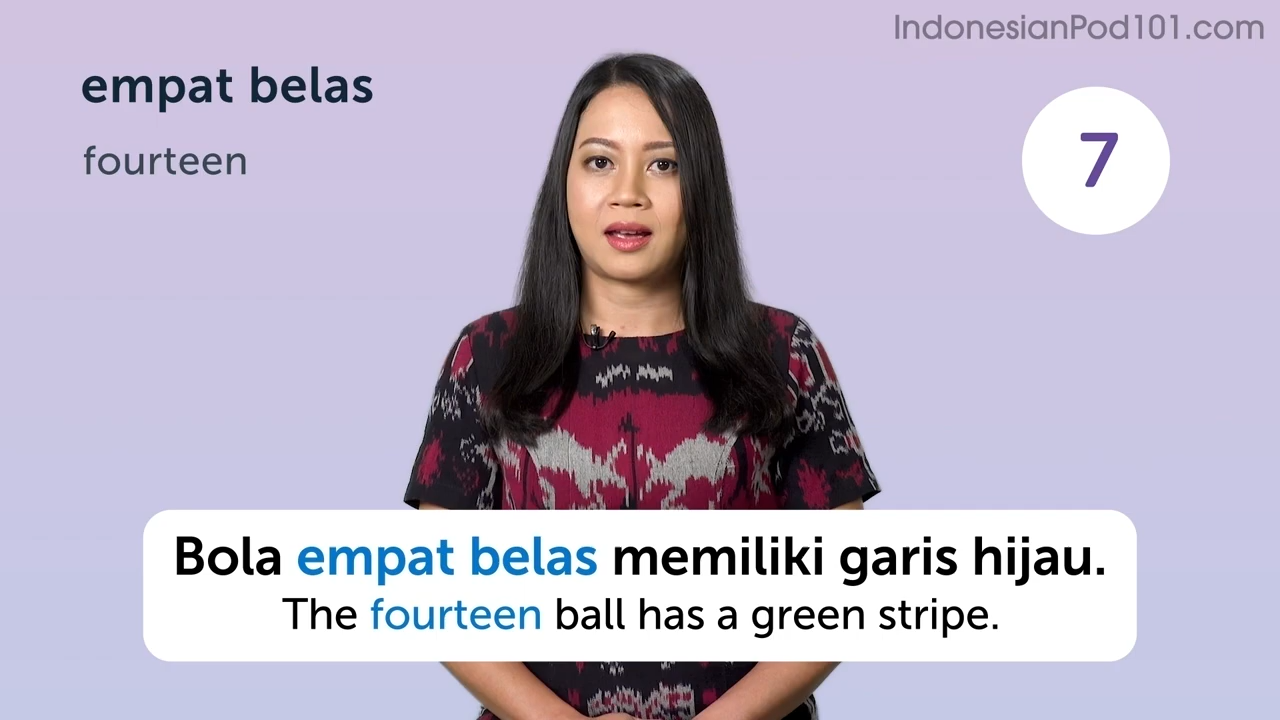 IndonesianPod101.com
empat belas
fourteen
7
Bola empat belas memiliki garis hijau.
The fourteen ball has a green stripe.